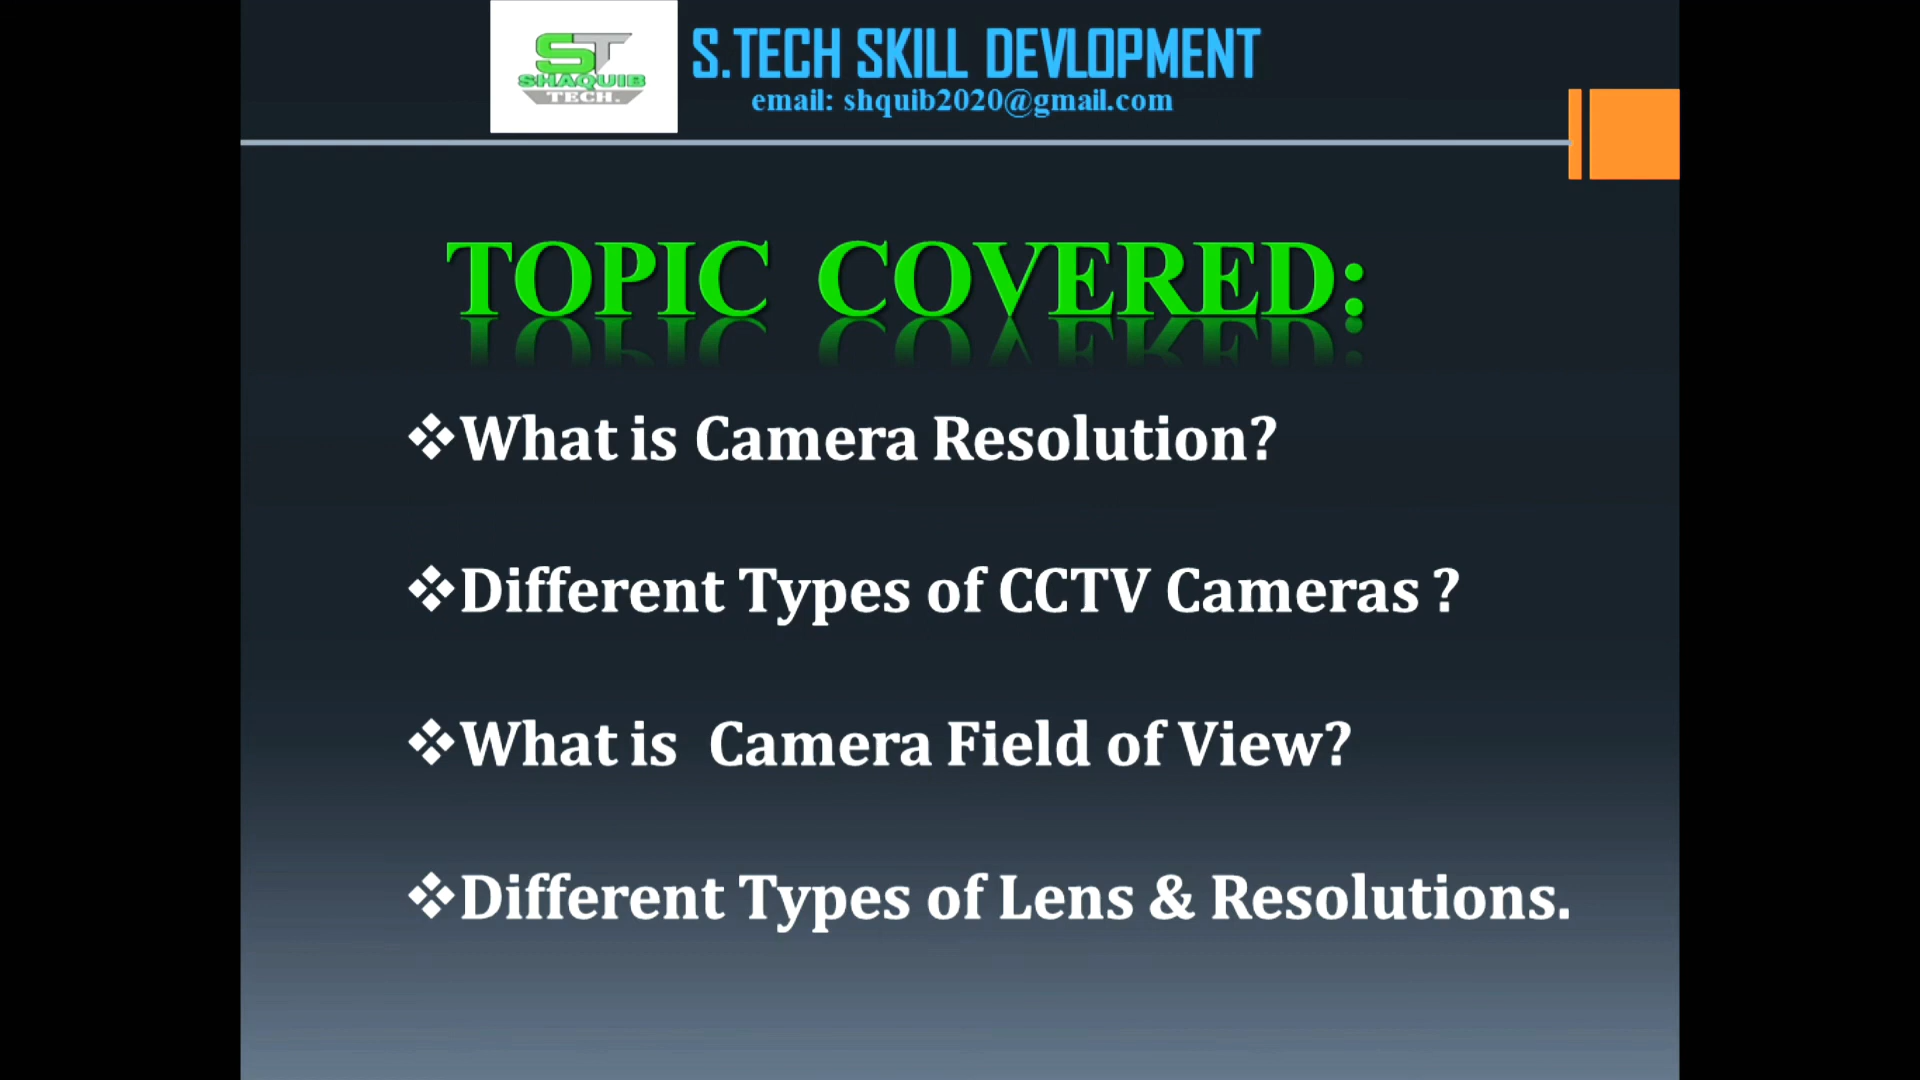 ST
SHAQUIB
TECH.
S.TECH SKILL DEVLOPMENT
email: shquib2020@gmail.com
TOPIC COVERED:
❖What is Camera Resolution?
❖Different Types of CCTV Cameras ?
❖What is Camera Field of View?
❖Different Types of Lens & Resolutions.